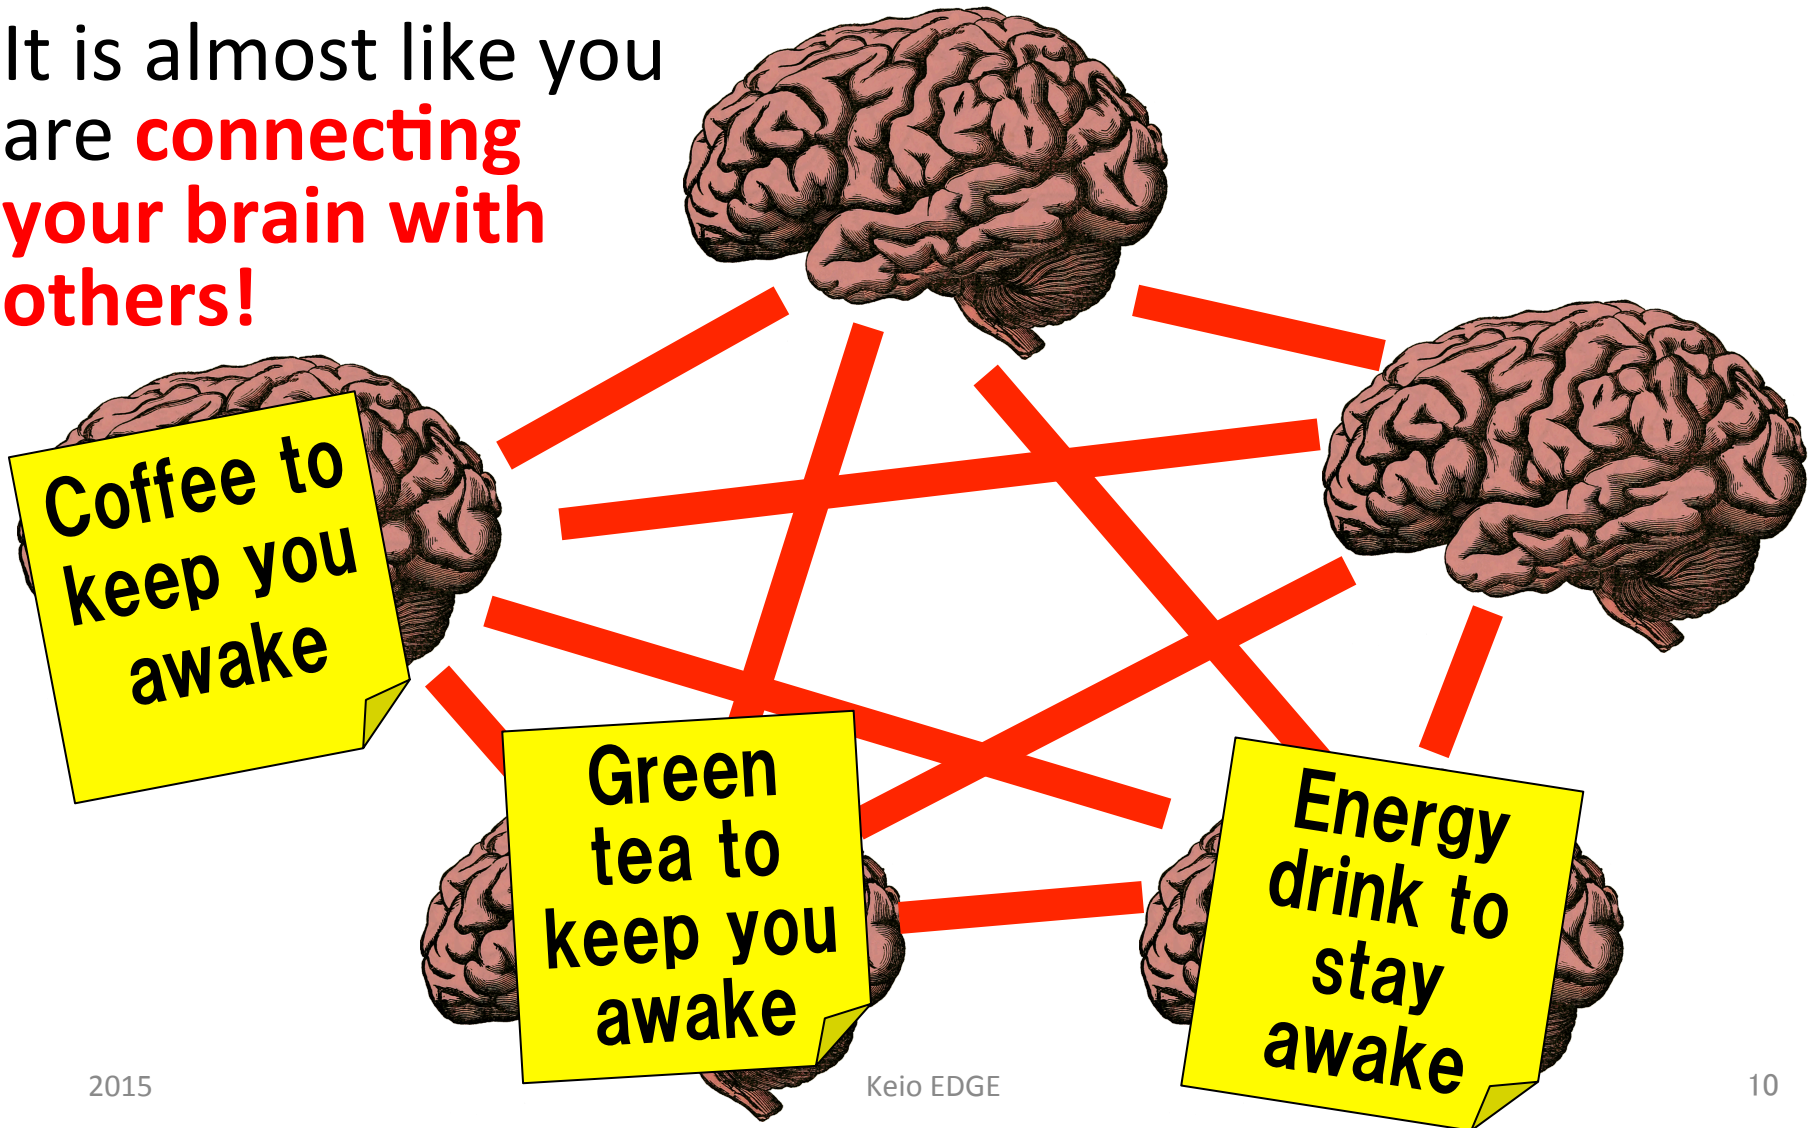 It is almost like you
are connecting
your brain with
others!
Coffee to
keep you
awake
Green
tea to
keep you
awake
Energy
drink to
stay
awake
2015
Keio EDGE
10